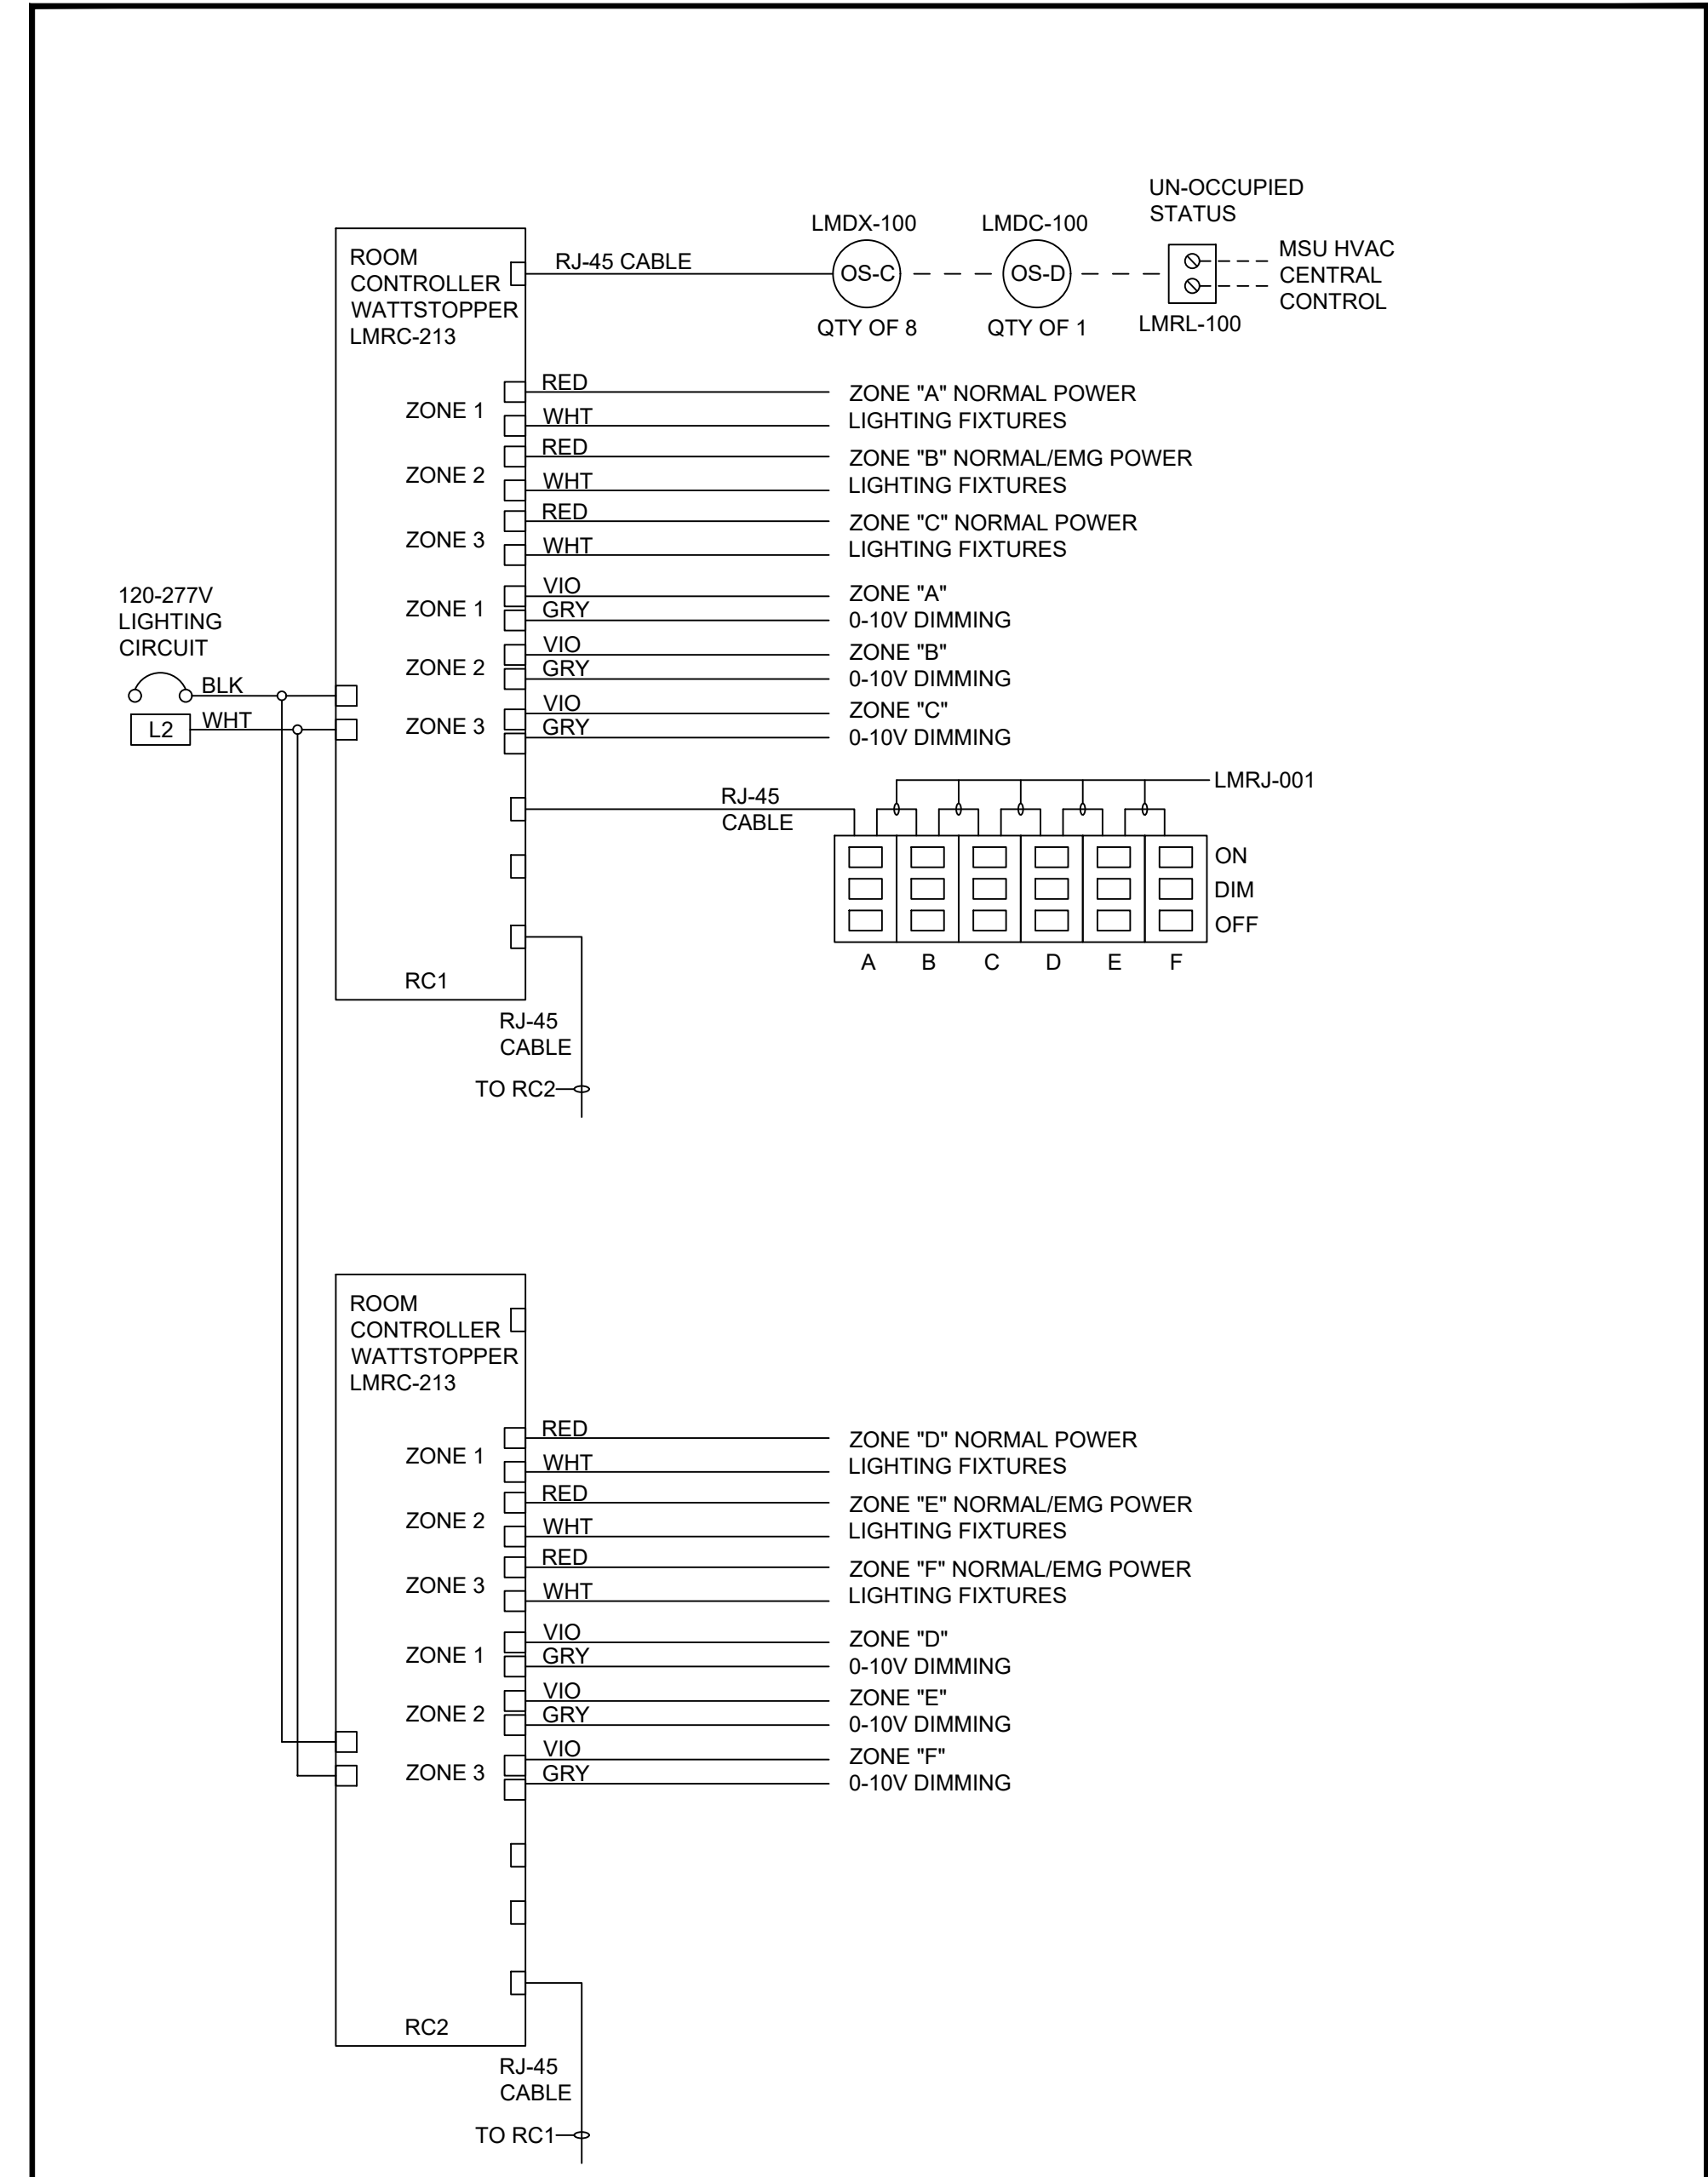 UN-OCCUPIED
STATUS
LMDX-100
LMDC-100
ROOM
CONTROLLER
WATTSTOPPER
LMRC-213
RJ-45 CABLE
OS-C
OS-D
MSU HVAC
CENTRAL
CONTROL
QTY OF 8
QTY OF 1
LMRL-100
ZONE 1
RED
WHT
ZONE "A" NORMAL POWER
LIGHTING FIXTURES
ZONE 2
RED
WHT
ZONE "B" NORMAL/EMG POWER
LIGHTING FIXTURES
ZONE 3
RED
WHT
ZONE "C" NORMAL POWER
LIGHTING FIXTURES
120-277V
LIGHTING
CIRCUIT
BLK
L2
WHT
ZONE 1
VIO
GRY
ZONE "A"
0-10V DIMMING
ZONE 2
VIO
GRY
ZONE "B"
0-10V DIMMING
ZONE 3
VIO
GRY
ZONE "C"
0-10V DIMMING
RJ-45
CABLE
LMRJ-001
ON
DIM
OFF
A B C D E F
RC1
RJ-45
CABLE
TO RC2
ROOM
CONTROLLER
WATTSTOPPER
LMRC-213
ZONE 1
RED
WHT
ZONE "D" NORMAL POWER
LIGHTING FIXTURES
ZONE 2
RED
WHT
ZONE "E" NORMAL/EMG POWER
LIGHTING FIXTURES
ZONE 3
RED
WHT
ZONE "F" NORMAL/EMG POWER
LIGHTING FIXTURES
ZONE 1
VIO
GRY
ZONE "D"
0-10V DIMMING
ZONE 2
VIO
GRY
ZONE "E"
0-10V DIMMING
ZONE 3
VIO
GRY
ZONE "F"
0-10V DIMMING
RC2
RJ-45
CABLE
TO RC1